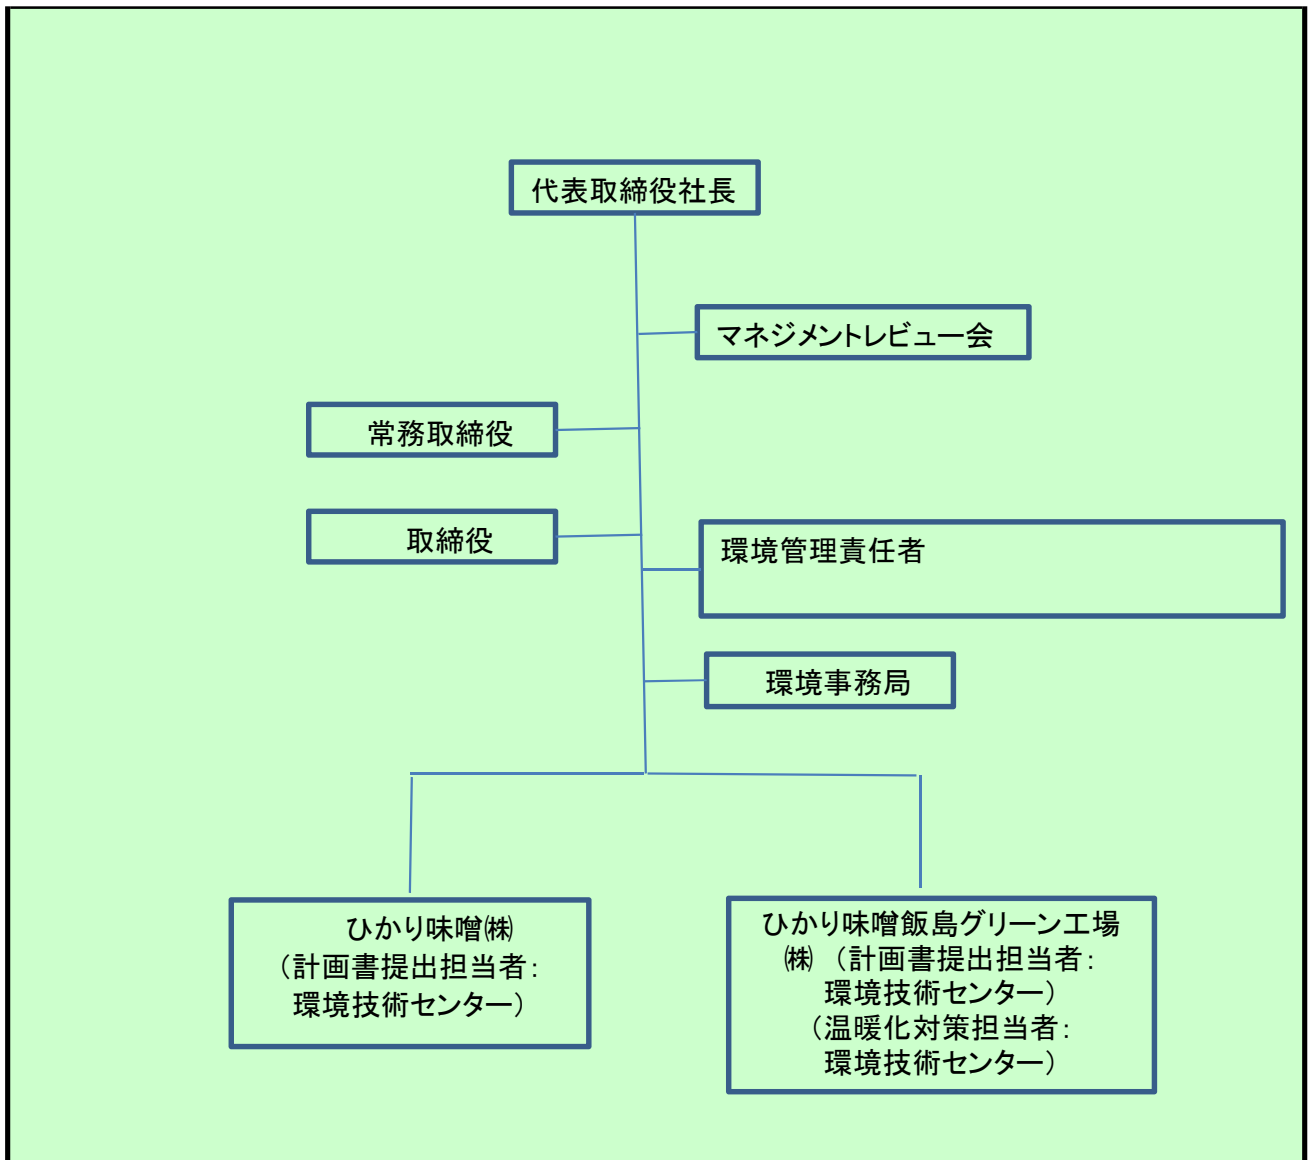 代表取締役社長
マネジメントレビュー会
常務取締役
取締役
環境管理責任者
環境事務局
ひかり味噌㈱
（計画書提出担当者：
環境技術センター）
ひかり味噌飯島グリーン工場
㈱　（計画書提出担当者：
環境技術センター）
（温暖化対策担当者：
環境技術センター）